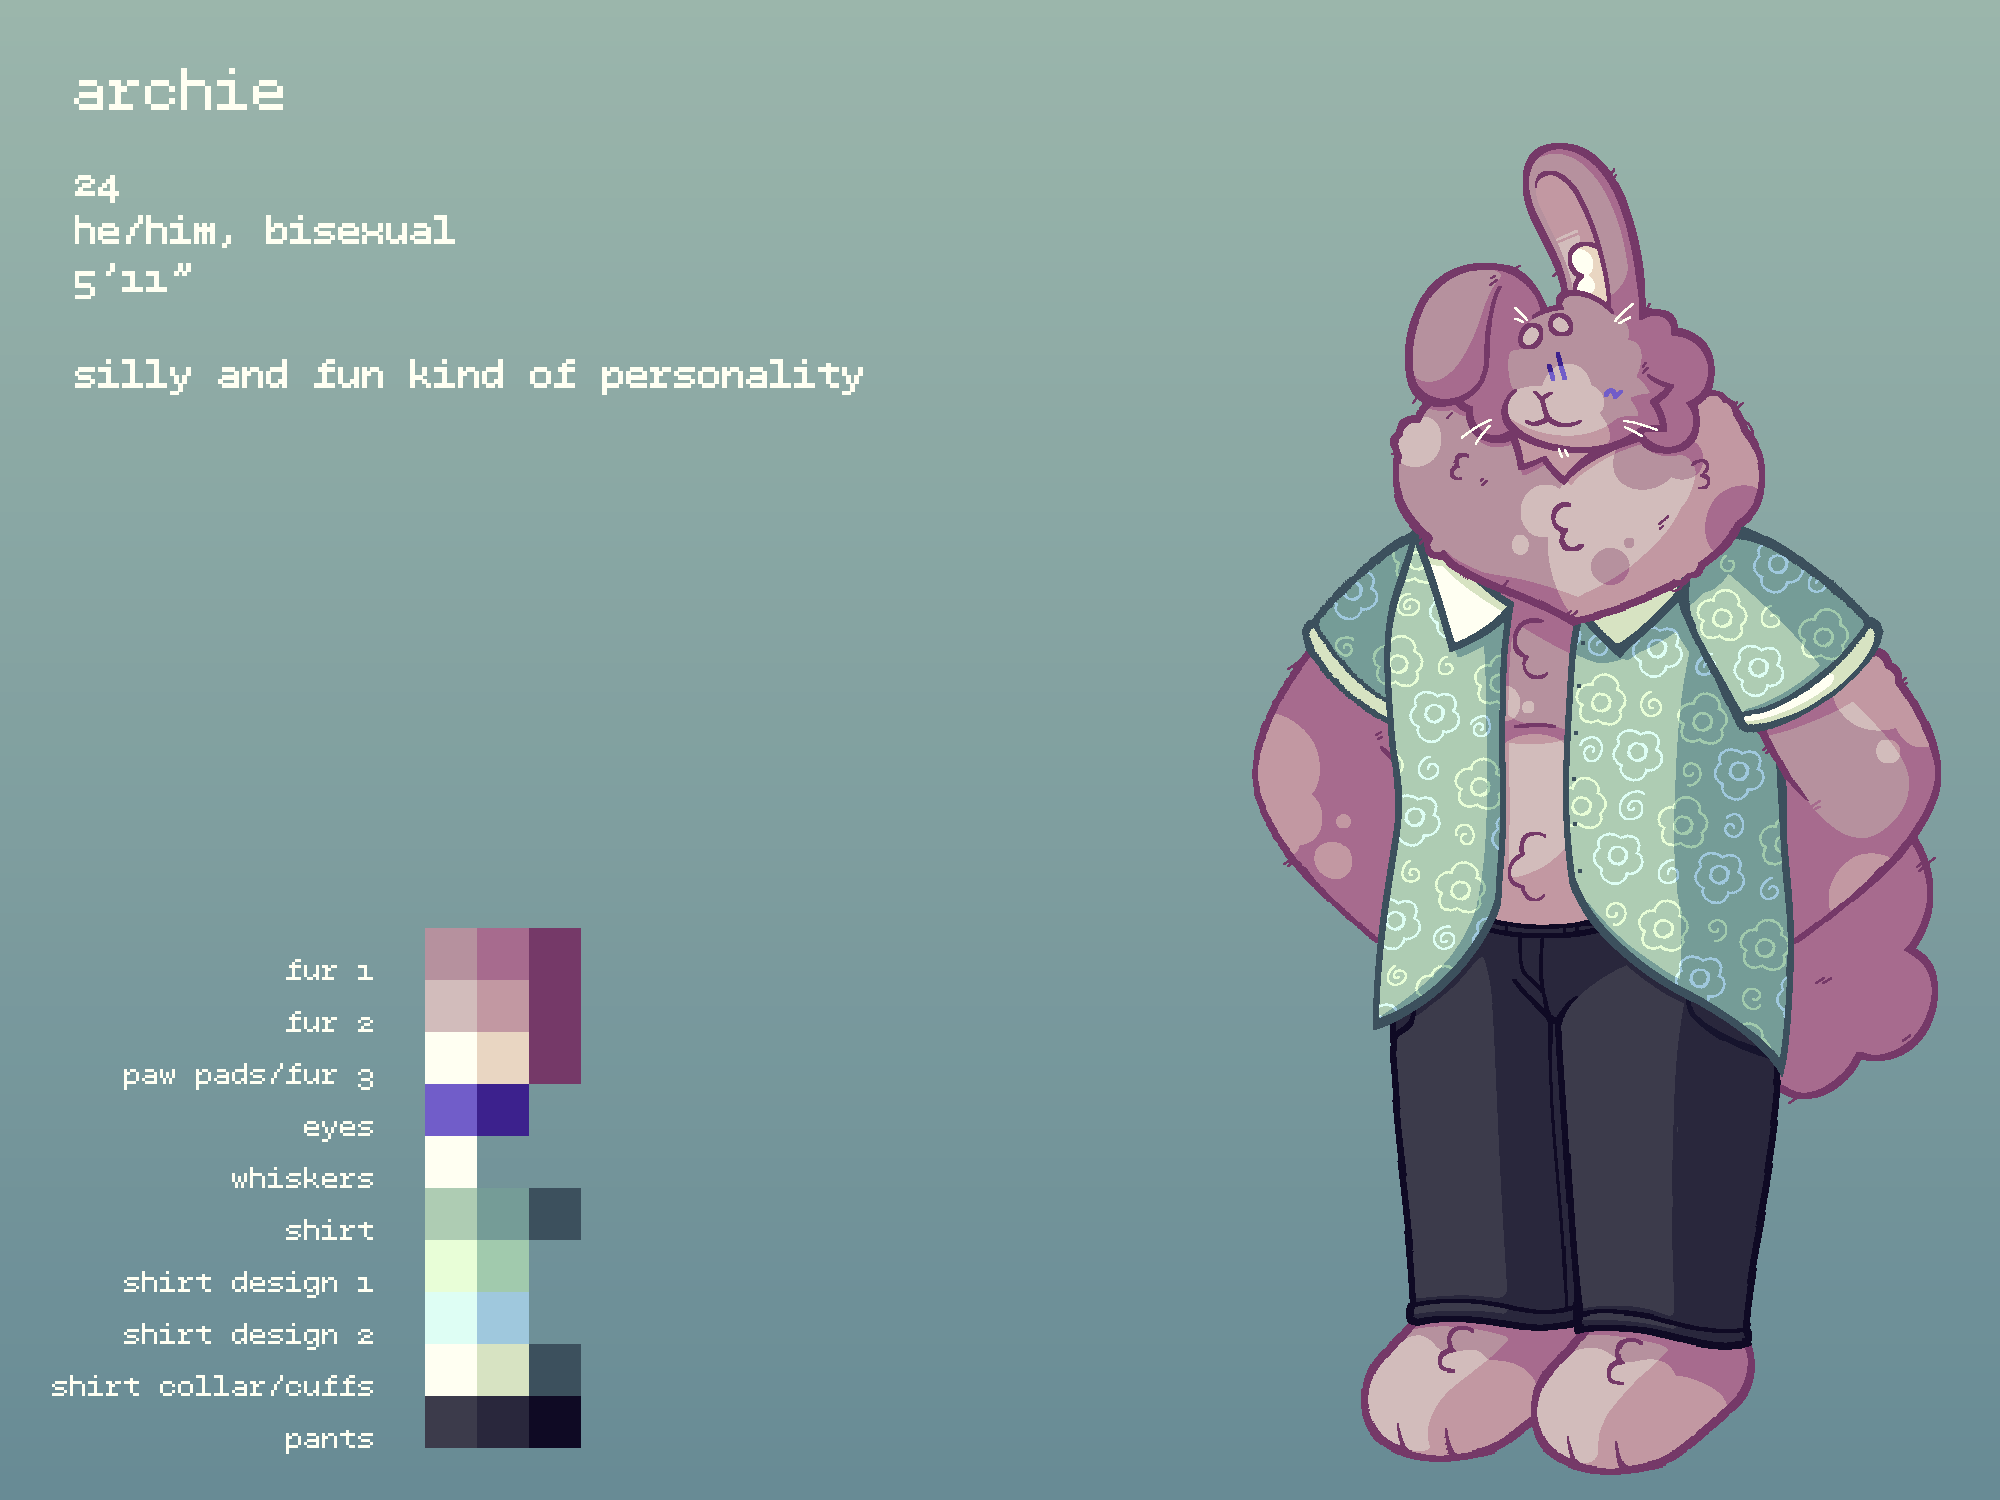 archie
24
he/him, bisexual
5'11"
silly and fun kind of personality
fur 1
fur 2
paw pads/fur 3
eyes
whiskers
shirt
shirt design 1
shirt design 2
shirt collar/cuffs
pants